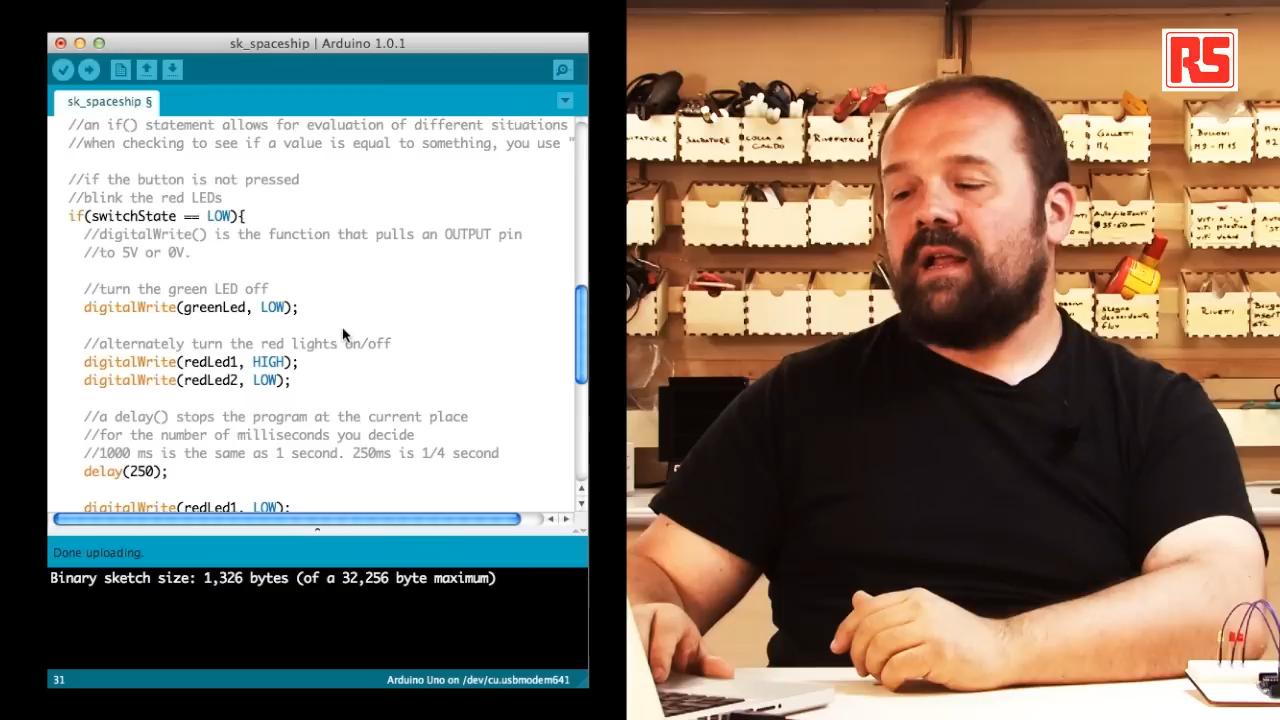 sk_spaceship | Arduino 1.0.1
sk_spaceship §
//an if() statement allows for evaluation of different situations
//when checking to see if a value is equal to something, you use "
//if the button is not pressed
//blink the red LEDs
if(switchState == LOW){
//digitalWrite() is the function that pulls an OUTPUT pin
//to 5V or 0V.
//turn the green LED off
digitalWrite(greenLed, LOW);
//alternately turn the red lights on/off
digitalWrite(redLed1, HIGH);
digitalWrite(redLed2, LOW);
//a delay() stops the program at the current place
//for the number of milliseconds you decide
//1000 ms is the same as 1 second. 250ms is 1/4 second
delay(250);
digitalWrite(redLed1, LOW);
Done uploading.
Binary sketch size: 1,326 bytes (of a 32,256 byte maximum)
31
Arduino Uno on /dev/cu.usbmodem641
RS
SALDATURE
COLLA A CALDO
RIVETTATRICE
RIVETTI